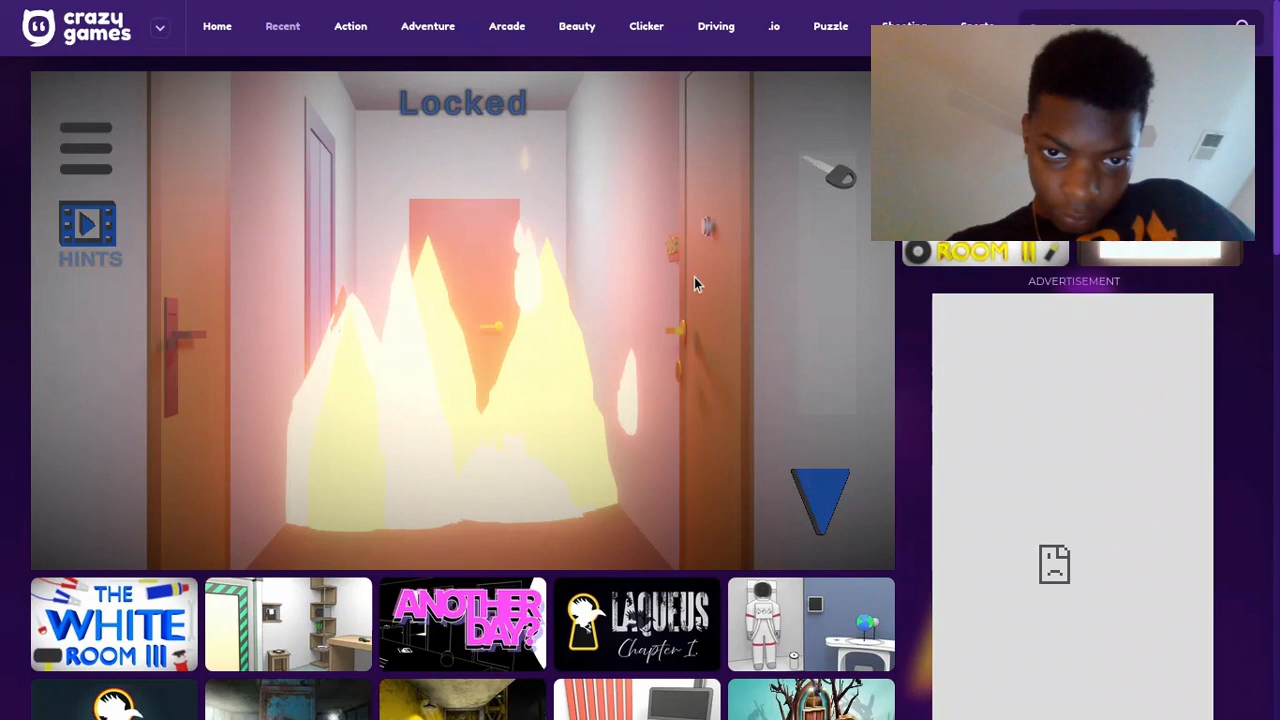 crazy
games
Home
Recent
Action
Adventure
Arcade
Beauty
Clicker
Driving
.io
Puzzle
Locked
HINTS
ROOM II
ADVERTISEMENT
THE
WHITE
ROOM III
ANOTHER
DAY?
LAQUEUS
Chapter I.